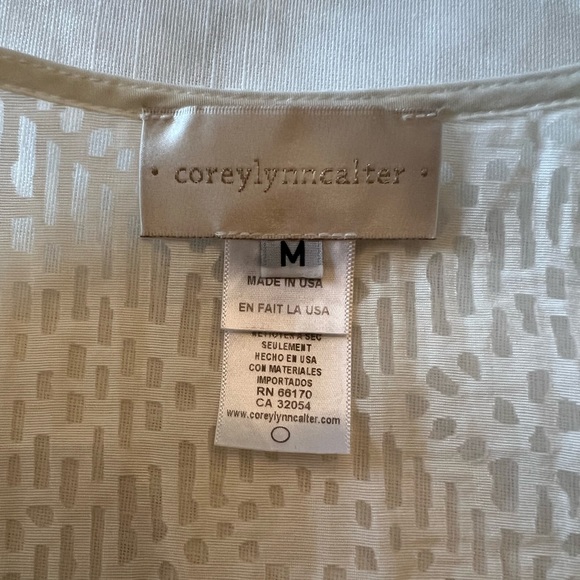 • coreylynncalter •
M
MADE IN USA
EN FAIT LA USA
NETTOYER A SEC
SEULEMENT
HECHO EN USA
CON MATERIALES
IMPORTADOS
RN 66170
CA 32054
www.coreylynncalter.com